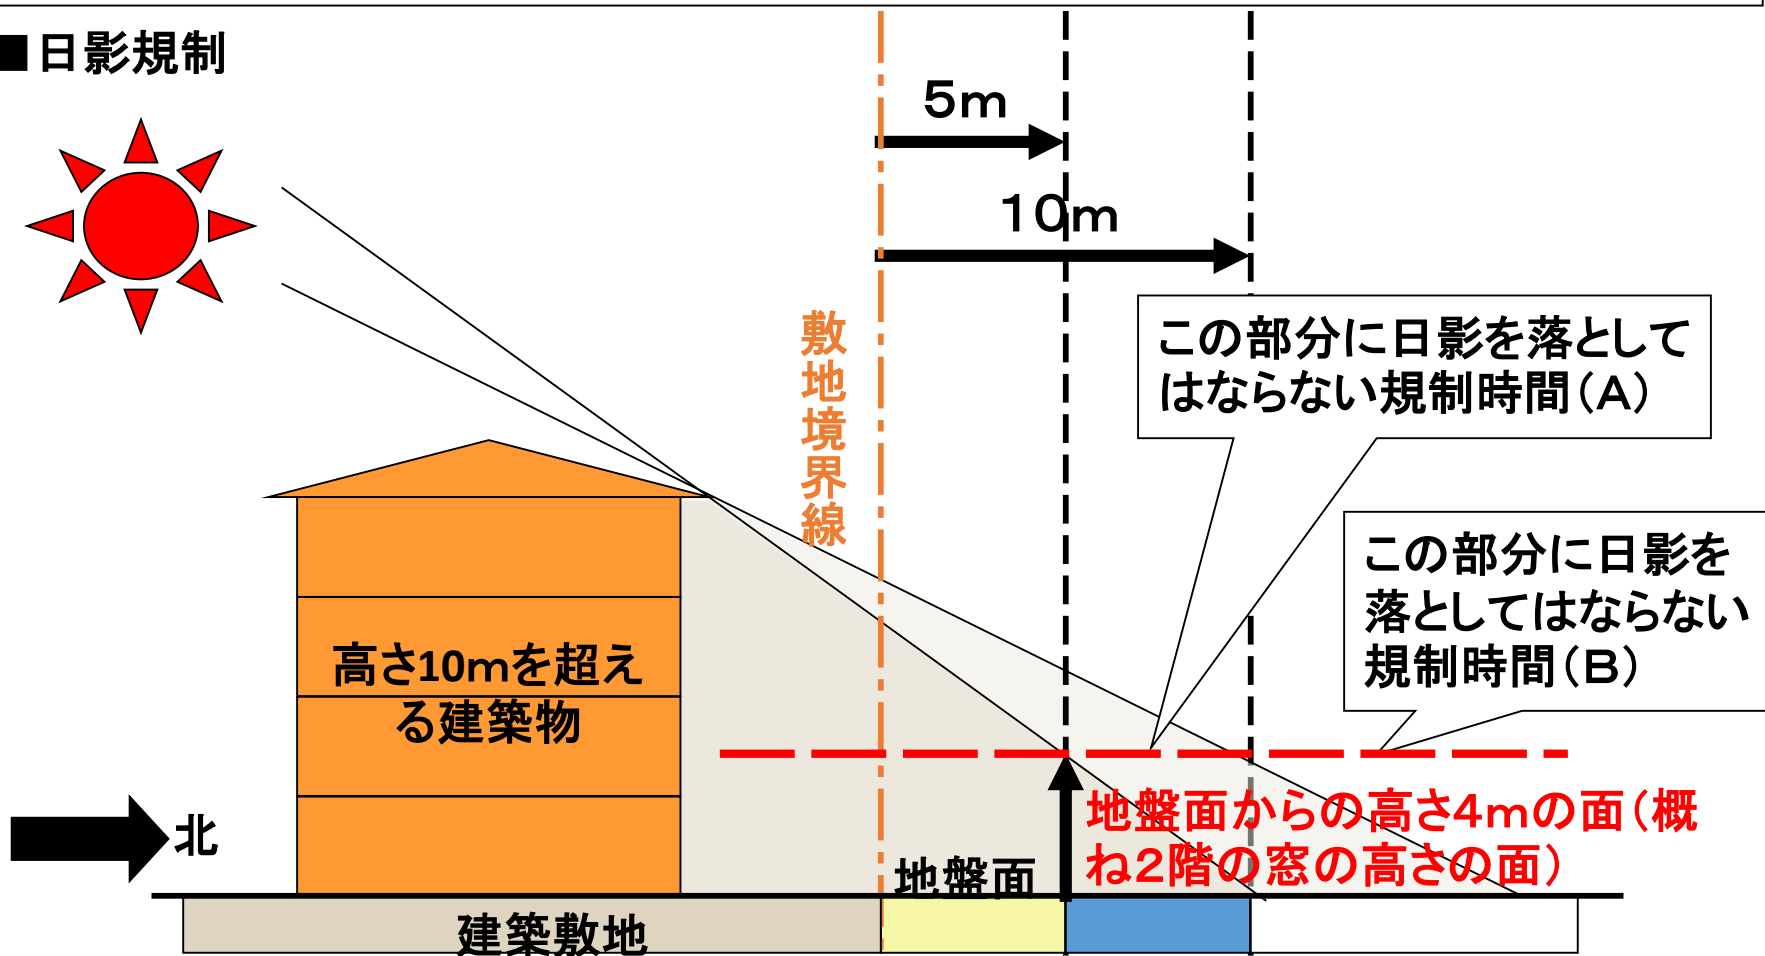 ■日影規制
5m
10m
敷地境界線
この部分に日影を落として
はならない規制時間（A）
この部分に日影を
落としてはならない
規制時間（B）
高さ10mを超え
る建築物
地盤面からの高さ4mの面（概
ね2階の窓の高さの面）
北
地盤面
建築敷地